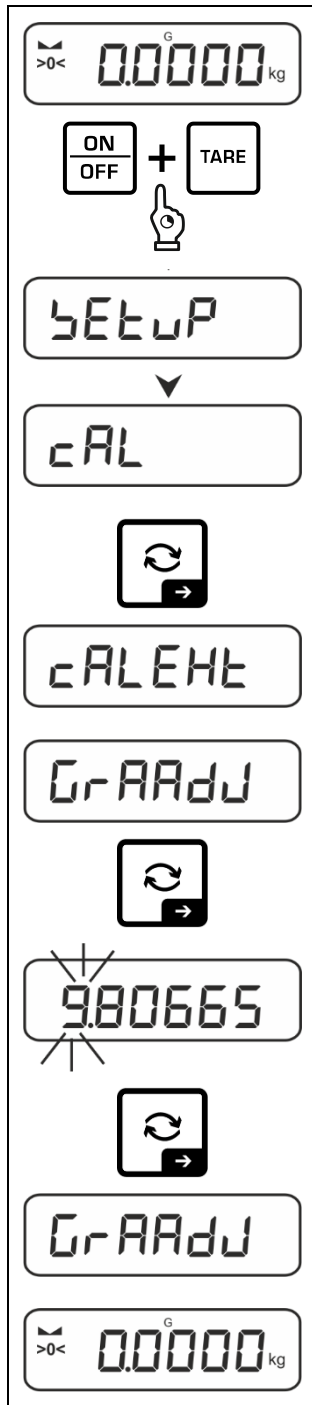 >0< G 0.0000 kg
ON
OFF + TARE
SEtuP
cAL
→
cALEHt
GrAAdJ
→
9.80665
→
GrAAdJ
>0< G 0.0000 kg